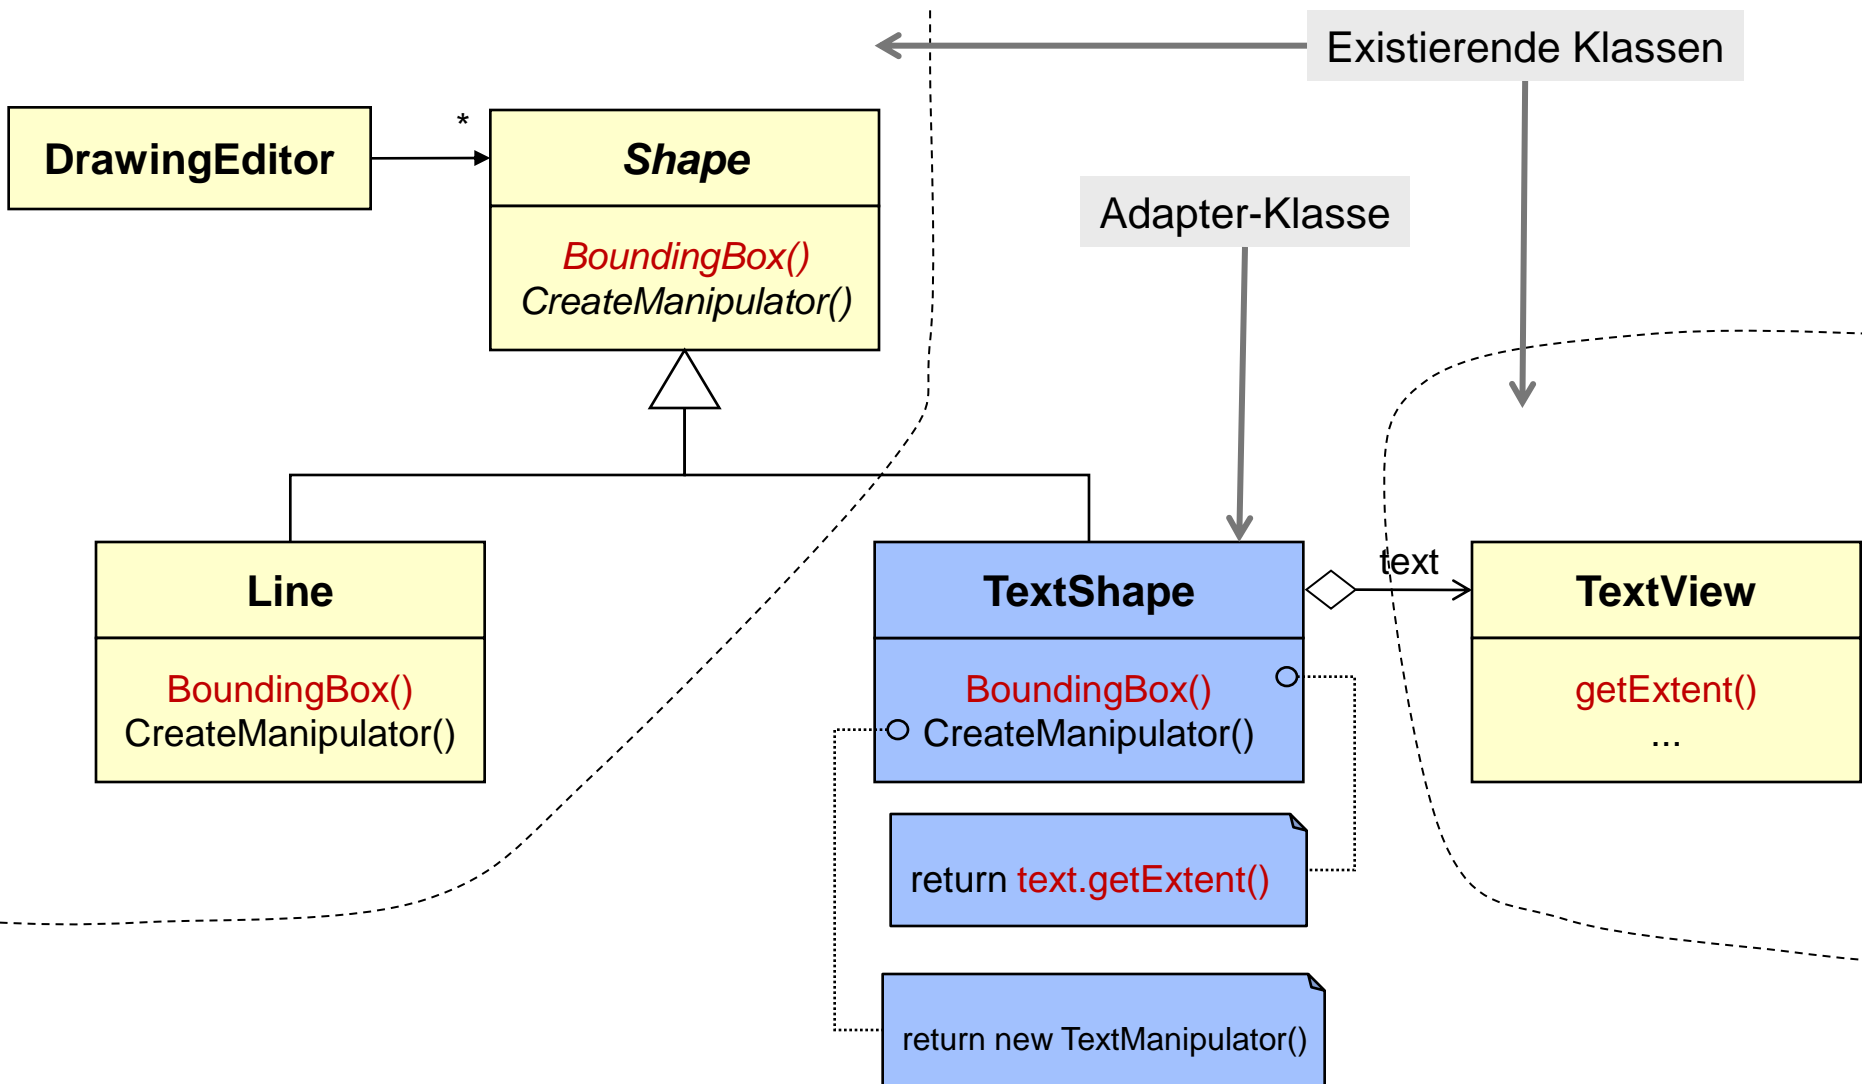 Existierende Klassen
DrawingEditor
*
Shape
BoundingBox()
CreateManipulator()
Adapter-Klasse
Line
BoundingBox()
CreateManipulator()
TextShape
BoundingBox()
CreateManipulator()
text
TextView
getExtent()
...
return text.getExtent()
return new TextManipulator()